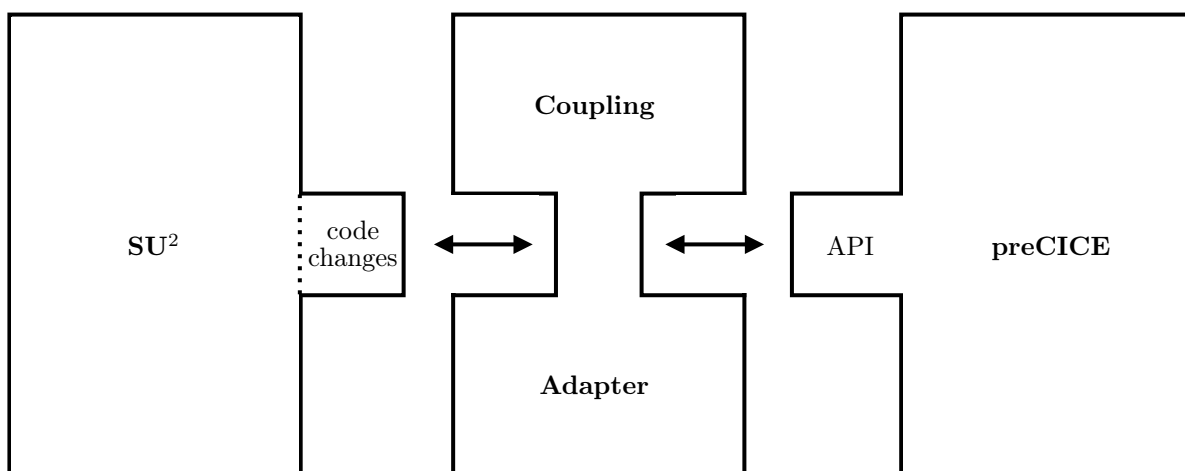 Coupling
SU²
code
changes
API
preCICE
Adapter